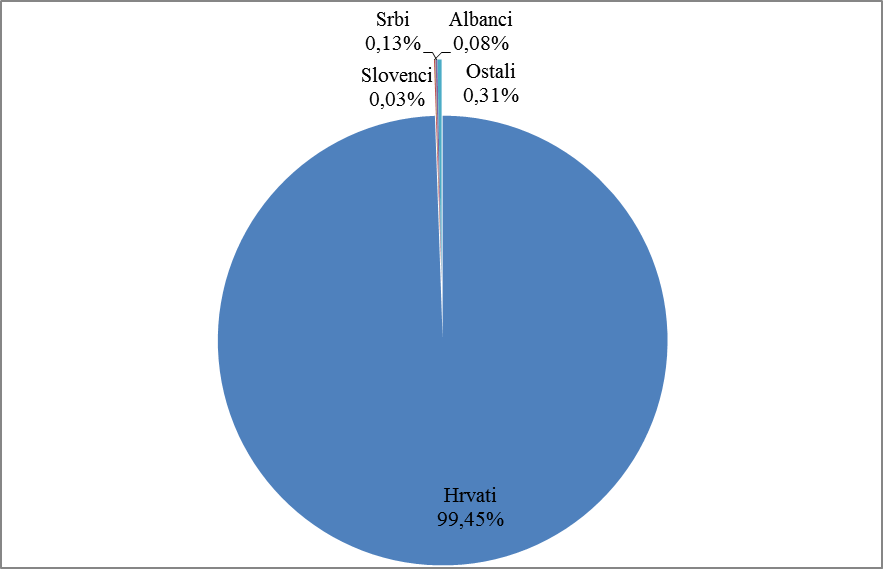 Srbi
0,13%
Albanci
0,08%
Slovenci
0,03%
Ostali
0,31%
Hrvati
99,45%